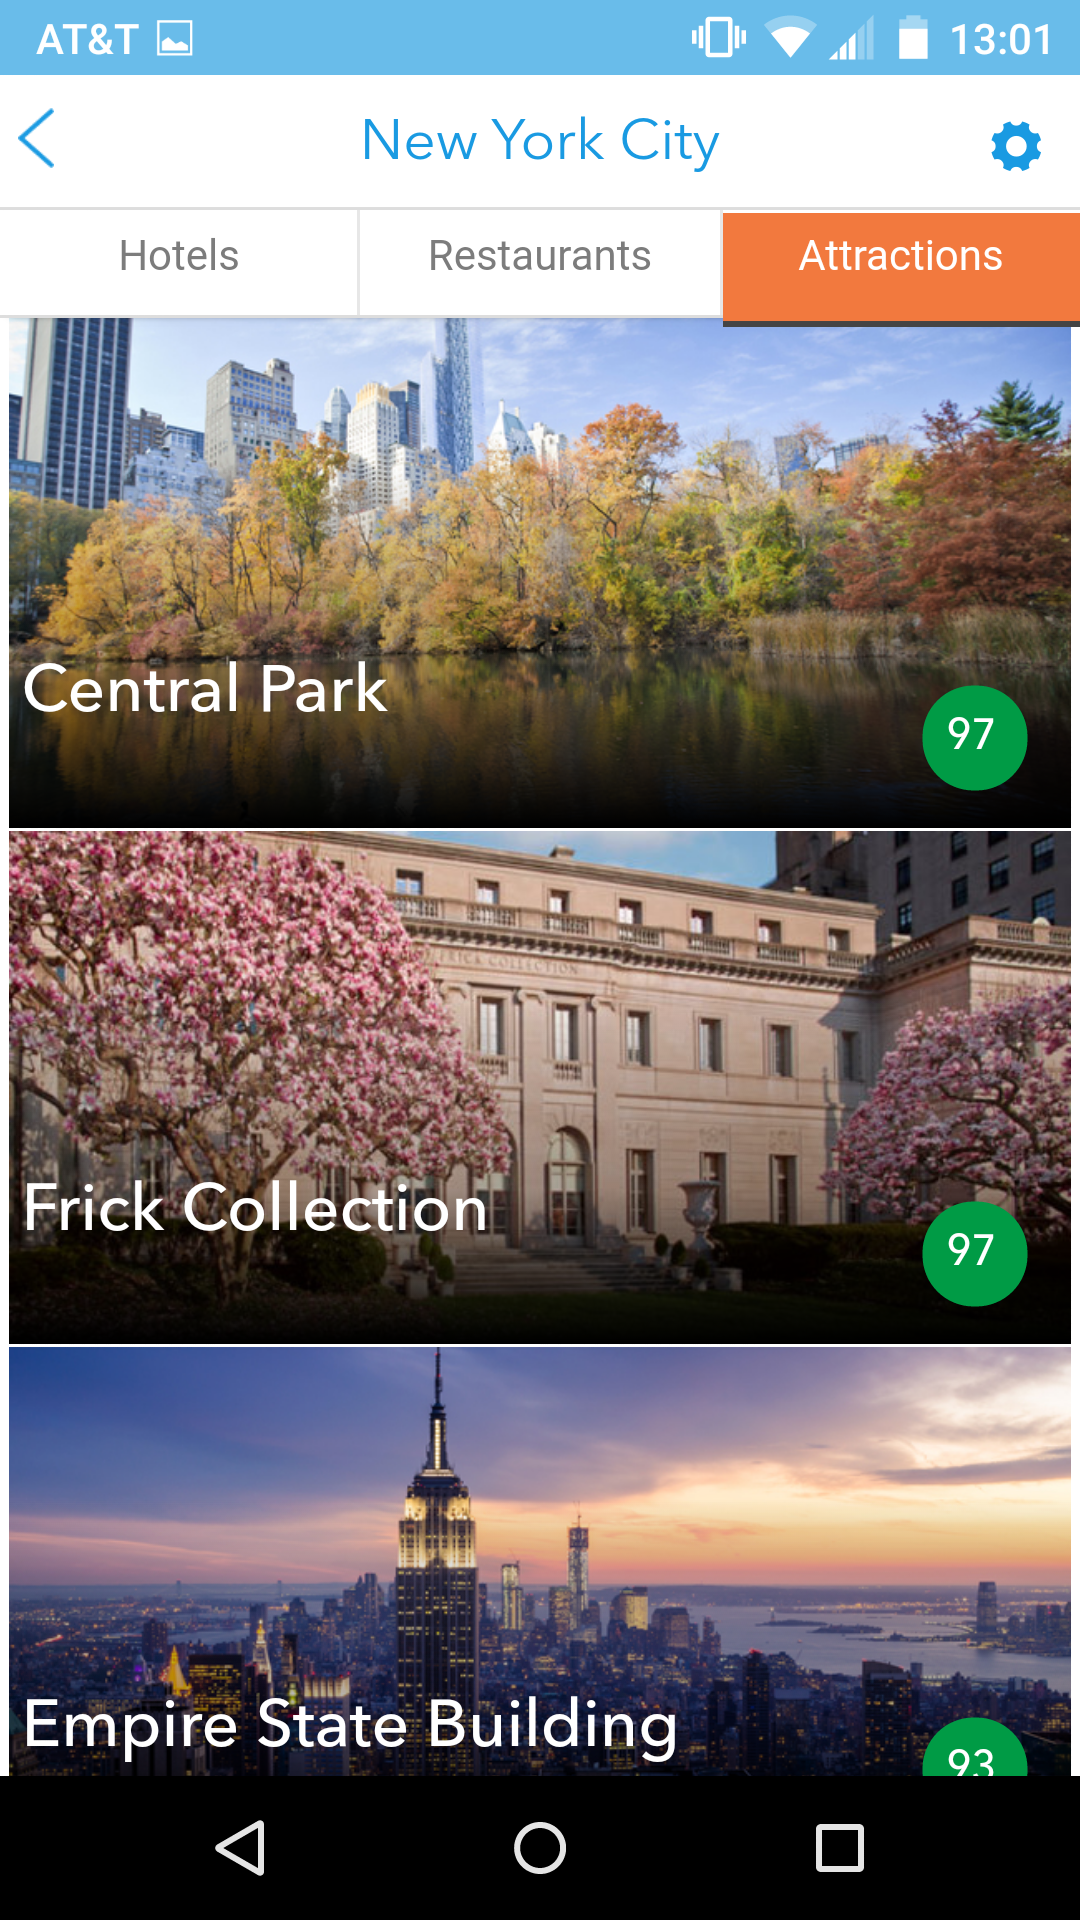 AT&T 13:01
New York City
Hotels Restaurants Attractions
Central Park
97
FRICK COLLECTION
Frick Collection
97
Empire State Building
93